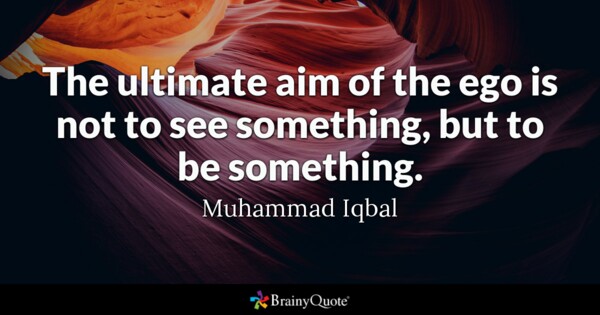 The ultimate aim of the ego is
not to see something, but to
be something.
Muhammad Iqbal
BrainyQuote®